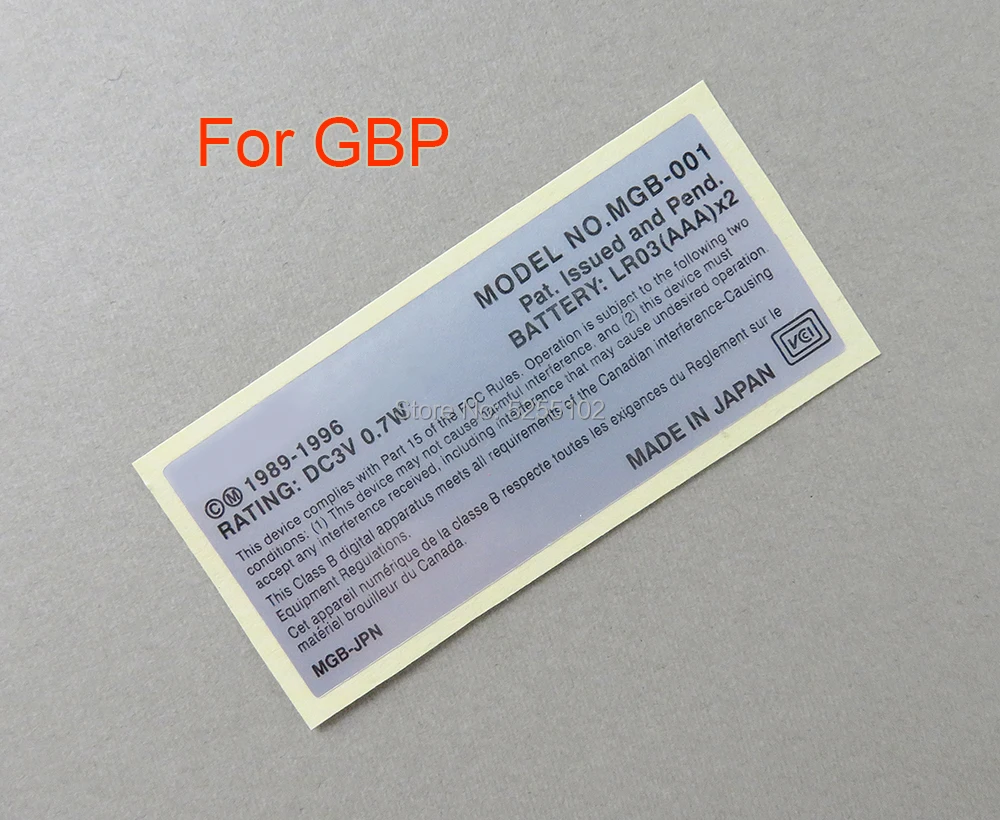 For GBP
MODEL NO.MGB-001
Pat. Issued and Pend.
BATTERY: LR03(AAA)x2
©Ⓜ 1989-1996
RATING: DC3V 0.7W
This device complies with Part 15 of the FCC Rules. Operation is subject to the following two
conditions: (1) This device may not cause harmful interference, and (2) this device must
accept any interference received, including interference that may cause undesired operation.
This Class B digital apparatus meets all requirements of the Canadian interference-Causing
Equipment Regulations.
Cet appareil numérique de la classe B respecte toutes les exigences du Reglement sur le
matériel brouilleur du Canada.
MGB-JPN
MADE IN JAPAN
VCI
Store No: 5255102